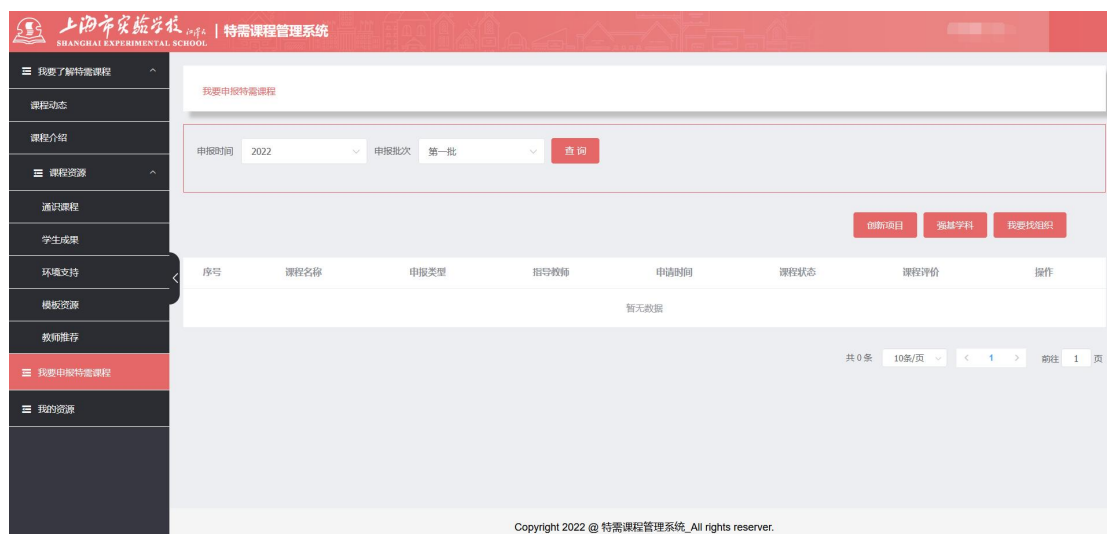 上海市实验学校
SHANGHAI EXPERIMENTAL SCHOOL
特需课程管理系统
我要了解特需课程
课程动态
课程介绍
课程资源
通识课程
学生成果
环境支持
模板资源
教师推荐
我要申报特需课程
我的资源
我要申报特需课程
申报时间 2022 申报批次 第一批 查询
创新项目 强基学科 我要找组织
序号 课程名称 申报类型 指导教师 申请时间 课程状态 课程评价 操作
暂无数据
共 0 条 10条/页 < 1 > 前往 1 页
Copyright 2022 @ 特需课程管理系统_All rights reserver.